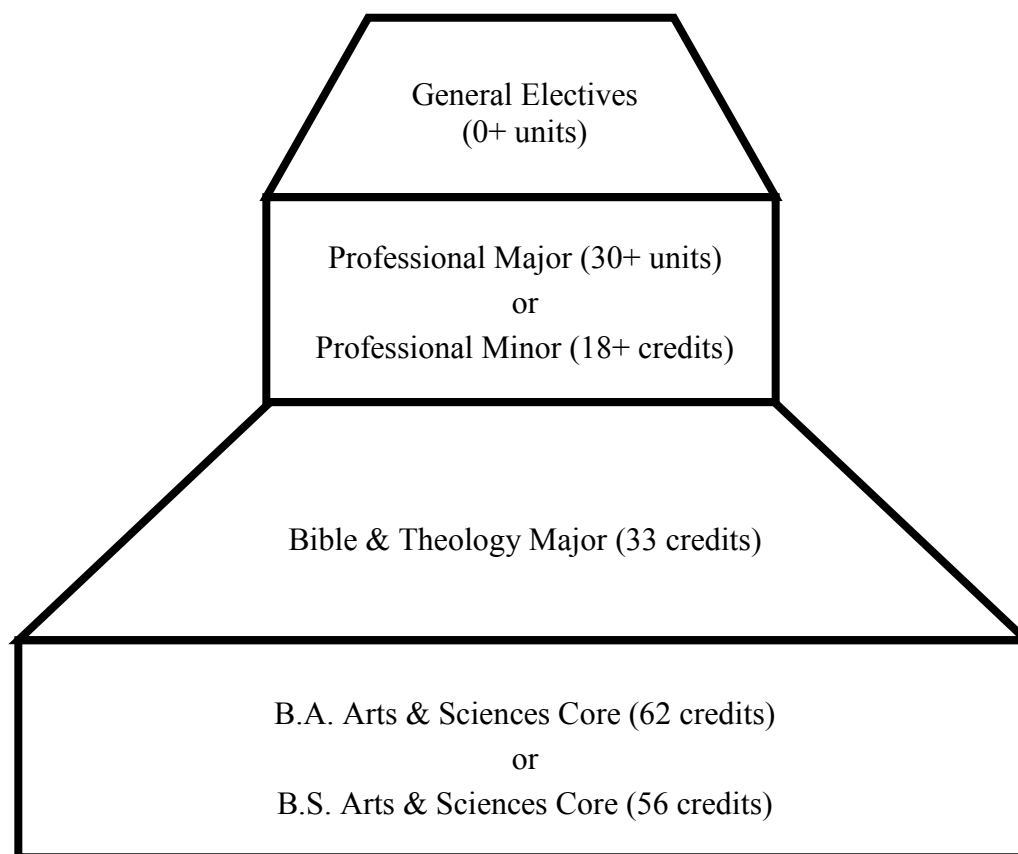 General Electives
(0+ units)
Professional Major (30+ units)
or
Professional Minor (18+ credits)
Bible & Theology Major (33 credits)
B.A. Arts & Sciences Core (62 credits)
or
B.S. Arts & Sciences Core (56 credits)